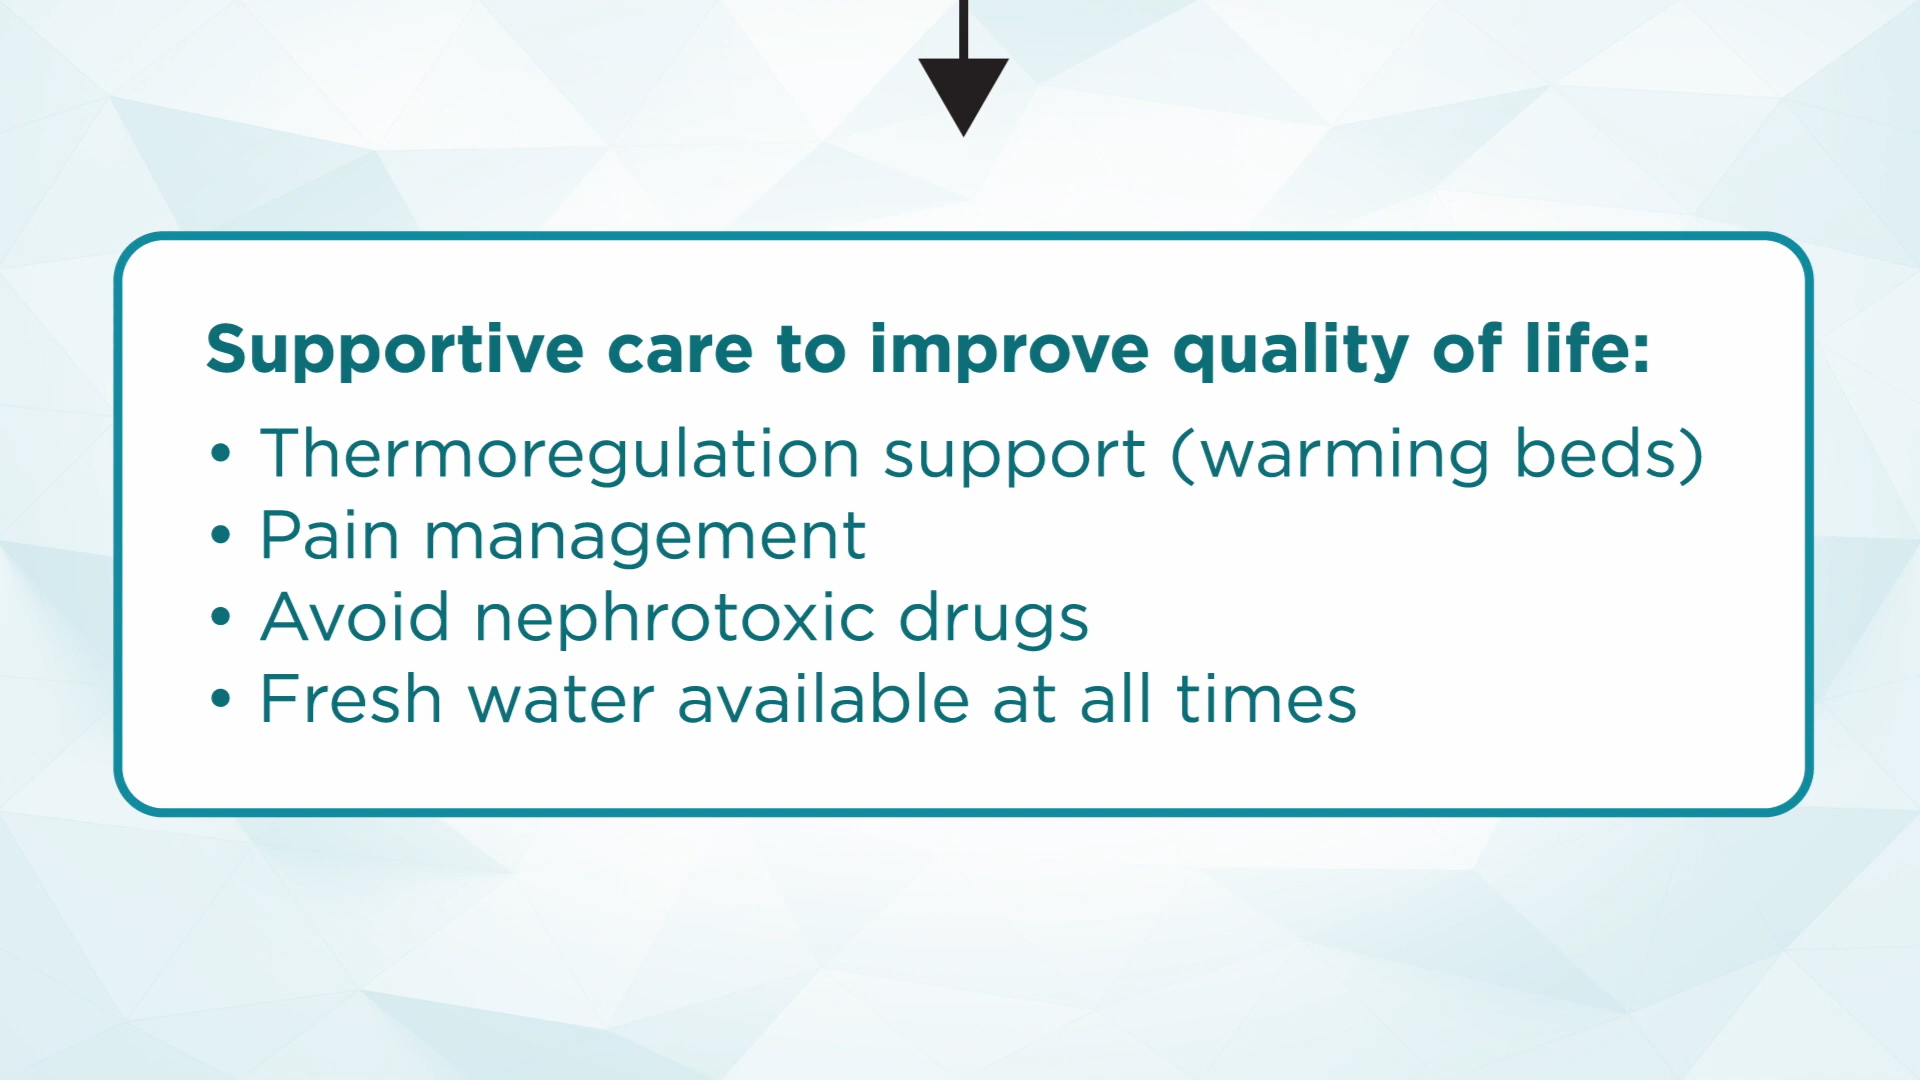 Supportive care to improve quality of life:
• Thermoregulation support (warming beds)
• Pain management
• Avoid nephrotoxic drugs
• Fresh water available at all times